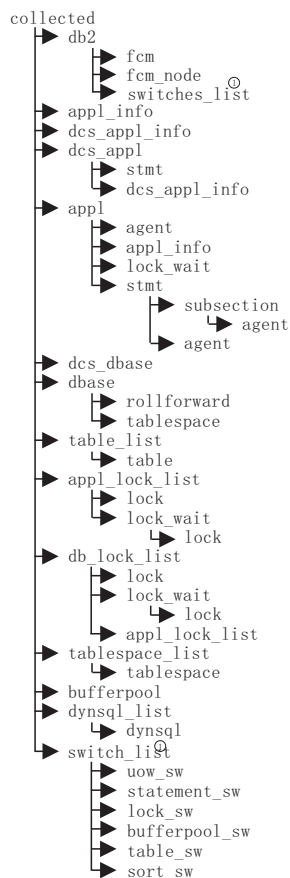 collected
db2
fcm
fcm_node
switches_list ①
appl_info
dcs_appl_info
dcs_appl
stmt
dcs_appl_info
appl
agent
appl_info
lock_wait
stmt
subsection
agent
agent
dcs_dbase
dbase
rollforward
tablespace
table_list
table
appl_lock_list
lock
lock_wait
lock
db_lock_list
lock
lock_wait
lock
appl_lock_list
tablespace_list
tablespace
bufferpool
dynsql_list
dynsql
switch_list ①
uow_sw
statement_sw
lock_sw
bufferpool_sw
table_sw
sort_sw